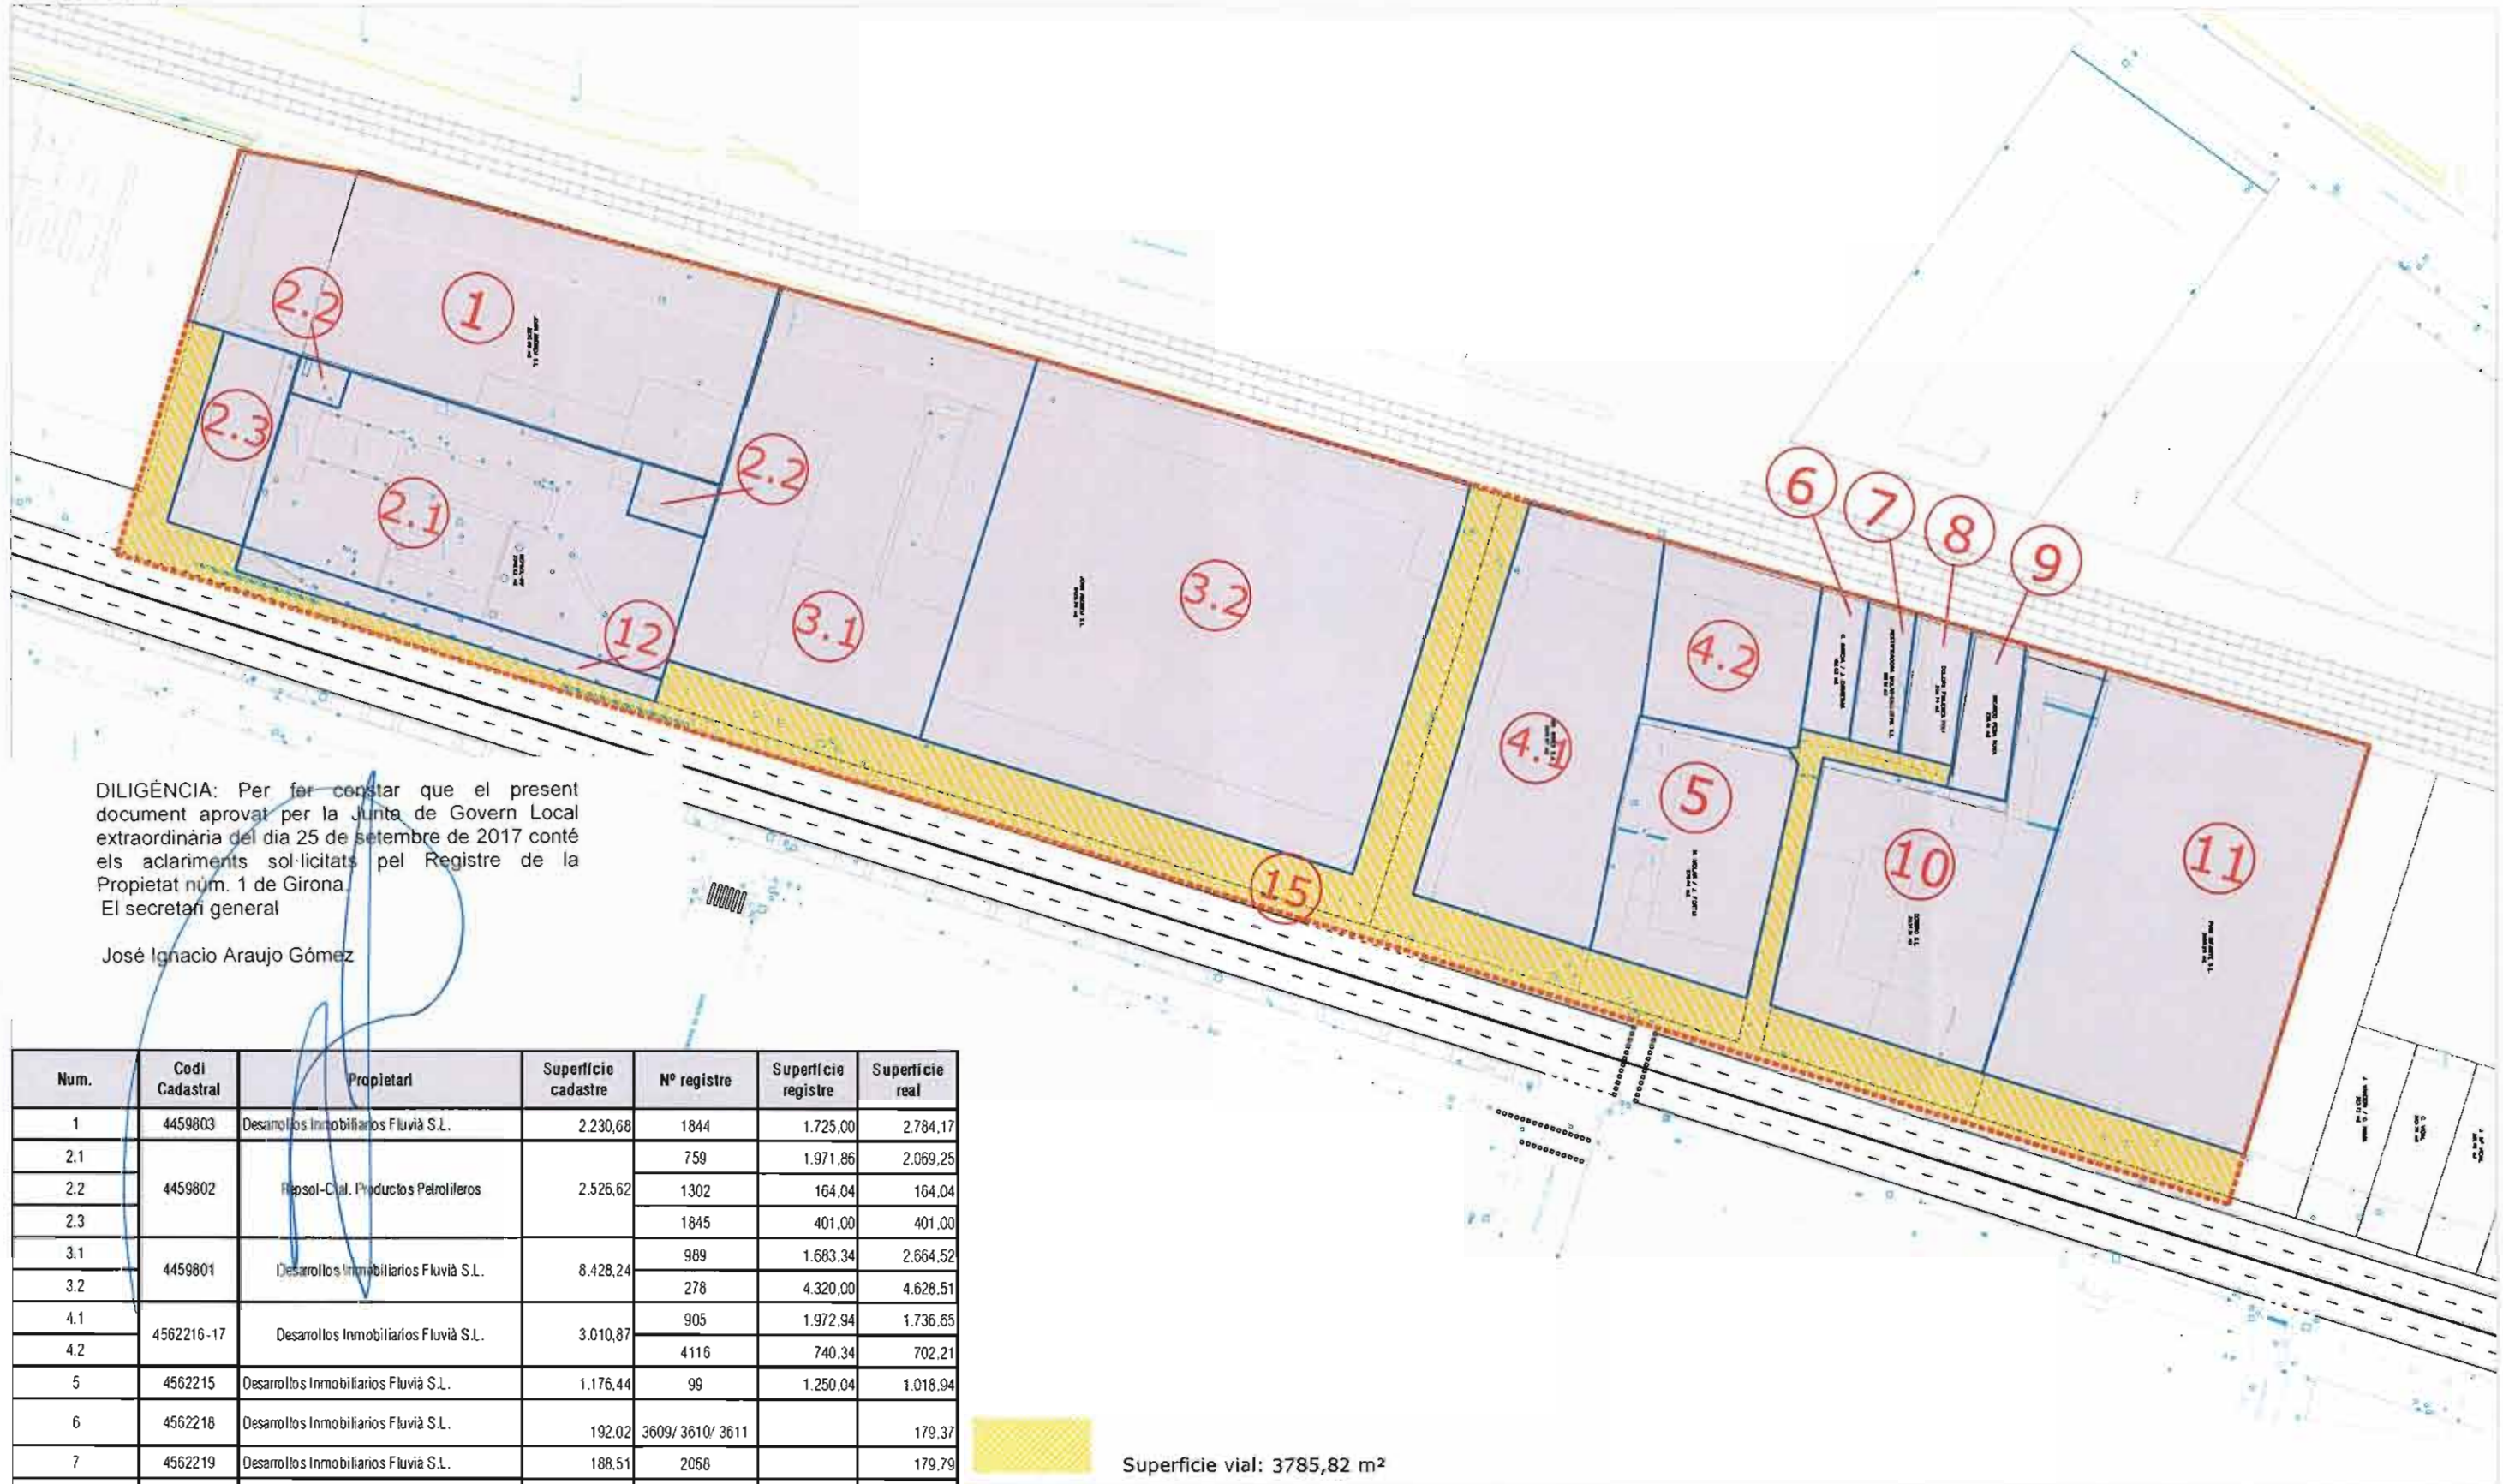 2.2
1
2.3
2.1
2.2
12
3.1
3.2
15
4.1
4.2
5
6
7
8
9
10
11
DILIGÈNCIA: Per fer constar que el present
document aprovat per la Junta de Govern Local
extraordinària del dia 25 de setembre de 2017 conté
els aclariments sol·licitats pel Registre de la
Propietat núm. 1 de Girona.
El secretari general
José Ignacio Araujo Gómez
Num. Codi Cadastral Propietari Superfície cadastre Nº registre Superfície registre Superfície real
1 4459803 Desarrollos Inmobiliarios Fluvià S.L. 2.230,68 1844 1.725,00 2.784,17
2.1 4459802 Repsol-Cial. Productos Petrolíferos 2.526,62 759 1.971,86 2.069,25
2.2 1302 164,04 164,04
2.3 1845 401,00 401,00
3.1 4459801 Desarrollos Inmobiliarios Fluvià S.L. 8.428,24 989 1.683,34 2.664,52
3.2 278 4.320,00 4.628,51
4.1 4562216-17 Desarrollos Inmobiliarios Fluvià S.L. 3.010,87 905 1.972,94 1.736,65
4.2 4116 740,34 702,21
5 4562215 Desarrollos Inmobiliarios Fluvià S.L. 1.176,44 99 1.250,04 1.018,94
6 4562218 Desarrollos Inmobiliarios Fluvià S.L. 192,02 3609/ 3610/ 3611 179,37
7 4562219 Desarrollos Inmobiliarios Fluvià S.L. 188,51 2068 179,79
Superficie vial: 3785,82 m²